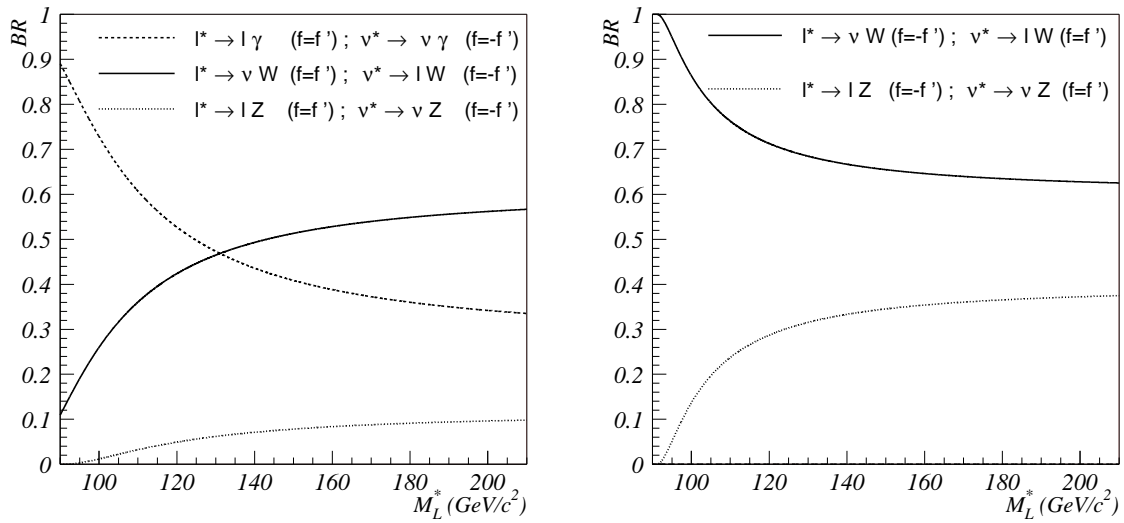 BR
1
0.9
0.8
0.7
0.6
0.5
0.4
0.3
0.2
0.1
0
l* → l γ (f=f ') ; ν* → ν γ (f=-f ')
l* → ν W (f=f ') ; ν* → l W (f=-f ')
l* → l Z (f=f ') ; ν* → ν Z (f=-f ')
100 120 140 160 180 200
M*L (GeV/c2)
BR
1
0.9
0.8
0.7
0.6
0.5
0.4
0.3
0.2
0.1
0
l* → ν W (f=-f ') ; ν* → l W (f=f ')
l* → l Z (f=-f ') ; ν* → ν Z (f=f ')
100 120 140 160 180 200
M*L (GeV/c2)